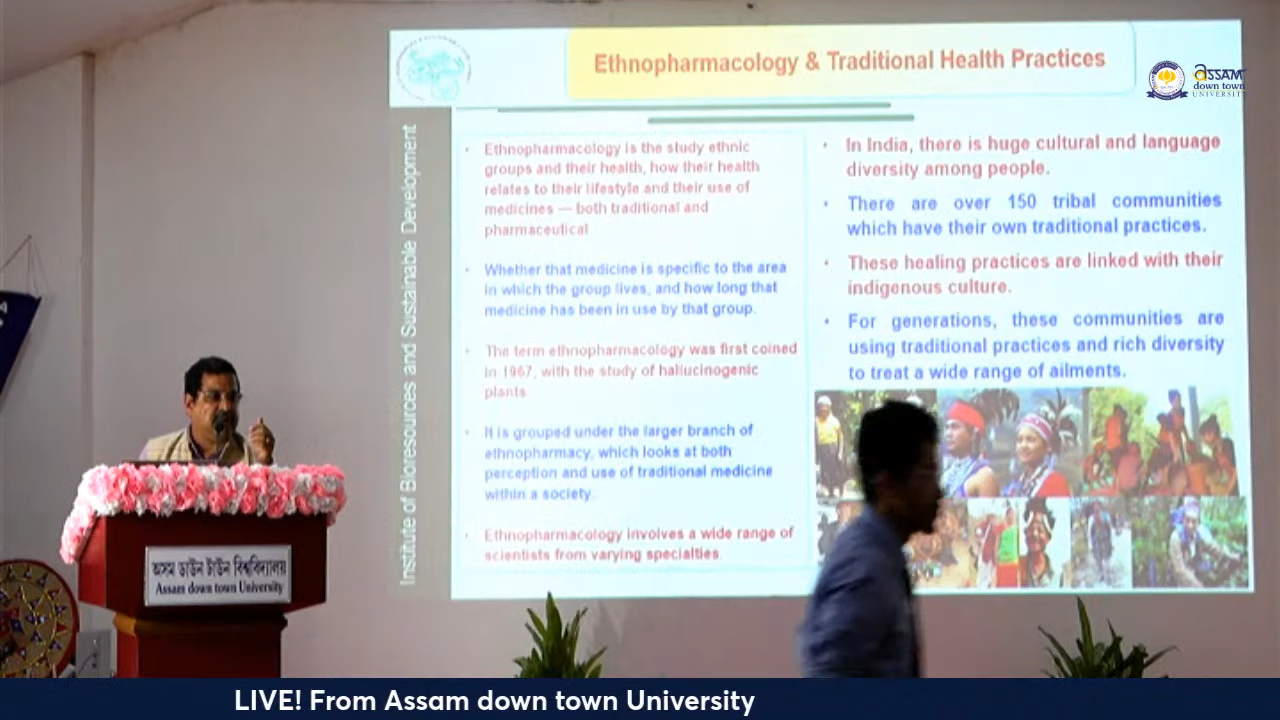 Ethnopharmacology & Traditional Health Practices
ASSAM
down town
UNIVERSITY
Institute of Bioresources and Sustainable Development
• Ethnopharmacology is the study ethnic
groups and their health, how their health
relates to their lifestyle and their use of
medicines — both traditional and
pharmaceutical
• Whether that medicine is specific to the area
in which the group lives, and how long that
medicine has been in use by that group.
• The term ethnopharmacology was first coined
in 1967, with the study of hallucinogenic
plants
• It is grouped under the larger branch of
ethnopharmacy, which looks at both
perception and use of traditional medicine
within a society.
• Ethnopharmacology involves a wide range of
scientists from varying specialties.
• In India, there is huge cultural and language
diversity among people.
• There are over 150 tribal communities
which have their own traditional practices.
• These healing practices are linked with their
indigenous culture.
• For generations, these communities are
using traditional practices and rich diversity
to treat a wide range of ailments.
অসম ডাউন টাউন বিশ্ববিদ্যালয়
Assam down town University
LIVE! From Assam down town University